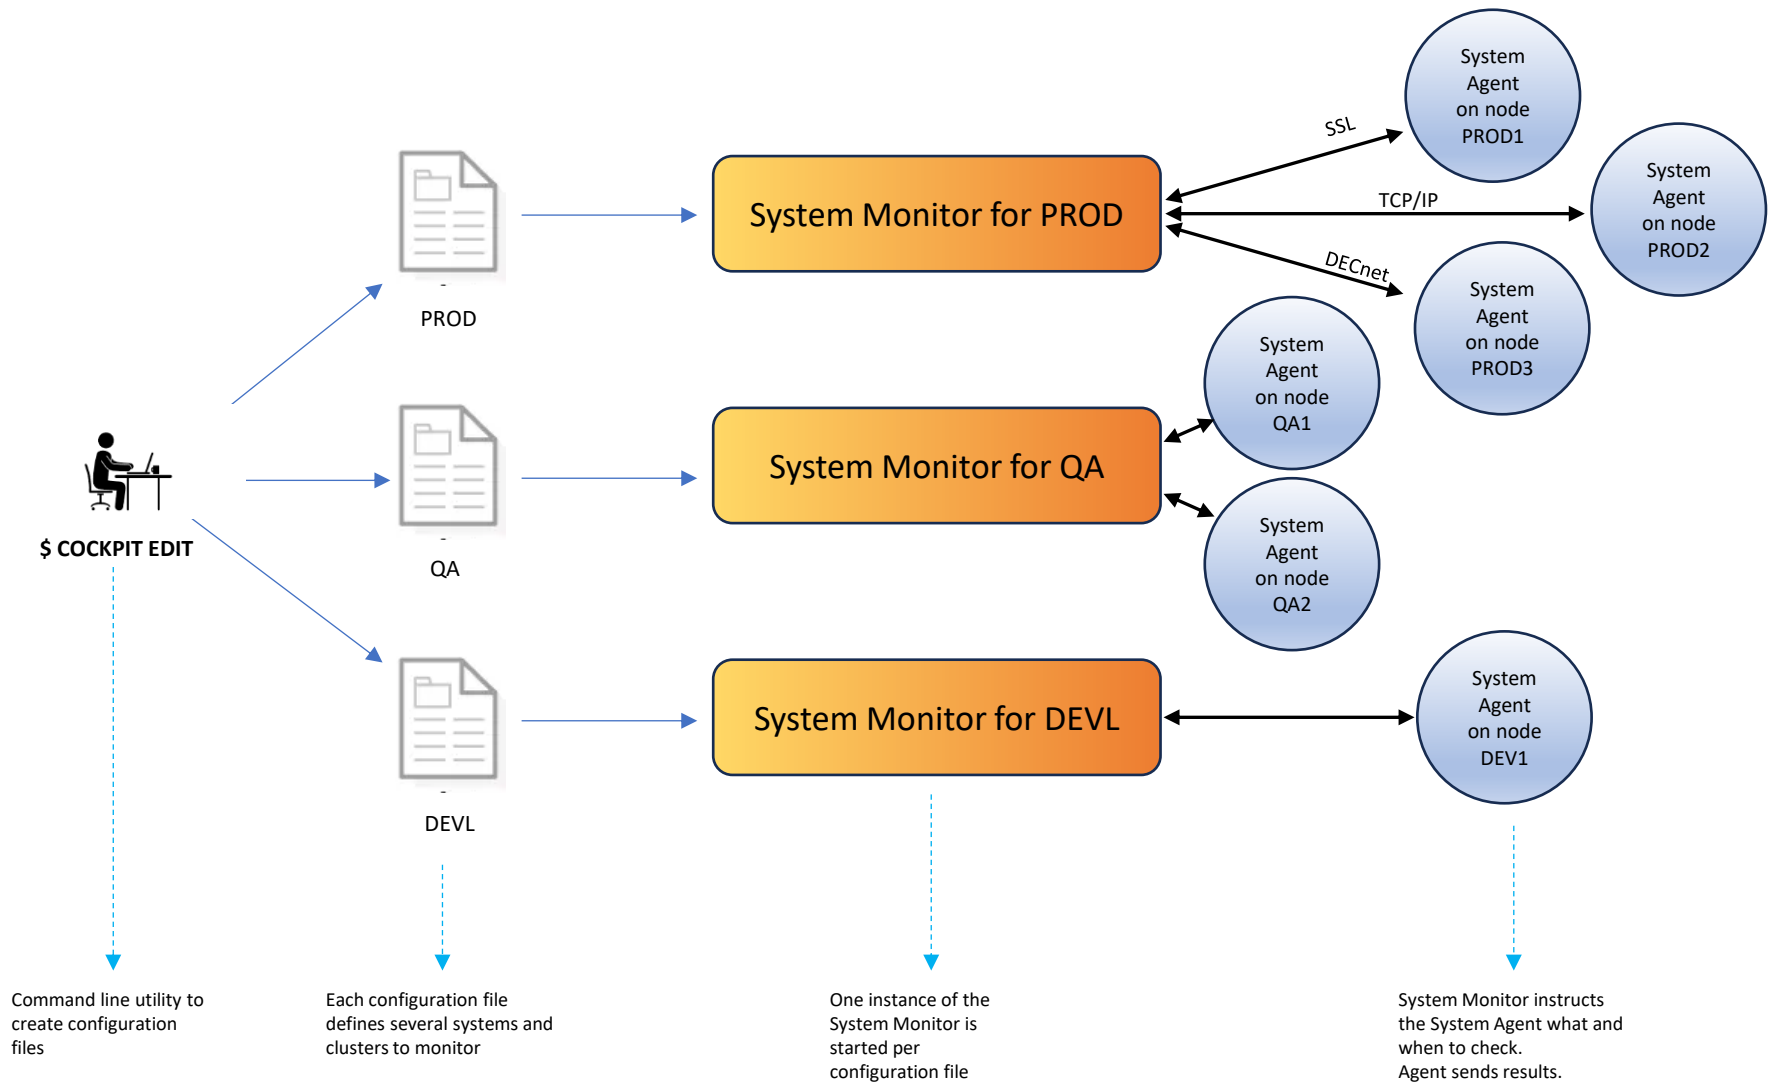 System
Agent
on node
PROD1
SSL
System
Agent
on node
PROD2
TCP/IP
System Monitor for PROD
DECnet
System
Agent
on node
PROD3
PROD
System
Agent
on node
QA1
System Monitor for QA
System
Agent
on node
QA2
$ COCKPIT EDIT
QA
System Monitor for DEVL
System
Agent
on node
DEV1
DEVL
Command line utility to
create configuration
files
Each configuration file
defines several systems and
clusters to monitor
One instance of the
System Monitor is
started per
configuration file
System Monitor instructs
the System Agent what and
when to check.
Agent sends results.